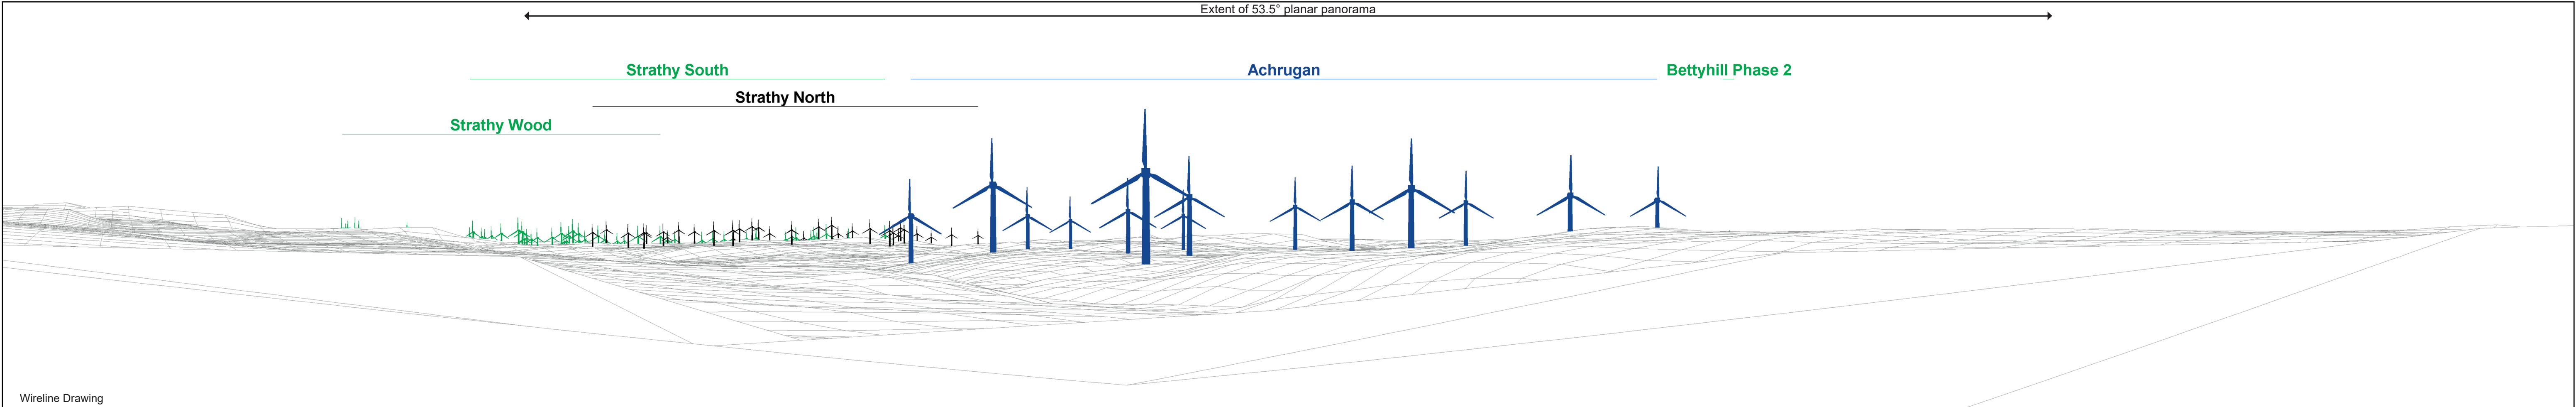 Extent of 53.5° planar panorama
Strathy South
Achrugan
Bettyhill Phase 2
Strathy North
Strathy Wood
Wireline Drawing